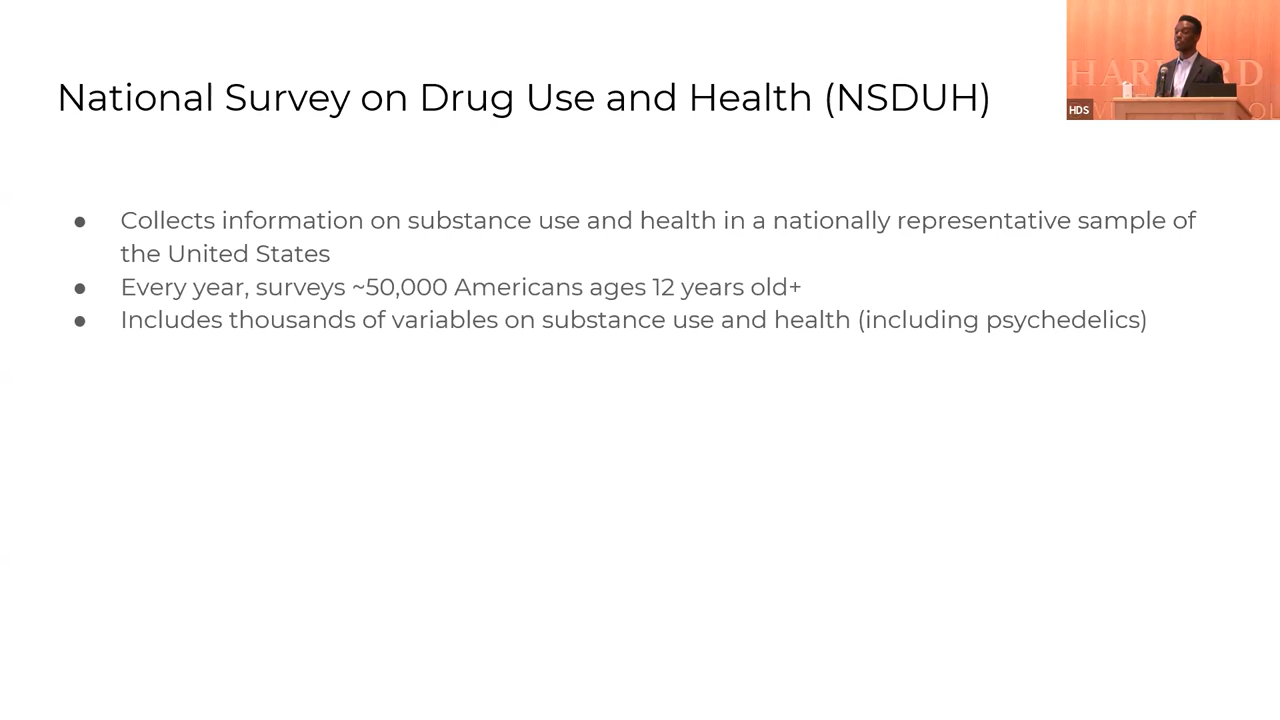 National Survey on Drug Use and Health (NSDUH)
HARVARD
HDS
● Collects information on substance use and health in a nationally representative sample of
the United States
● Every year, surveys ~50,000 Americans ages 12 years old+
● Includes thousands of variables on substance use and health (including psychedelics)